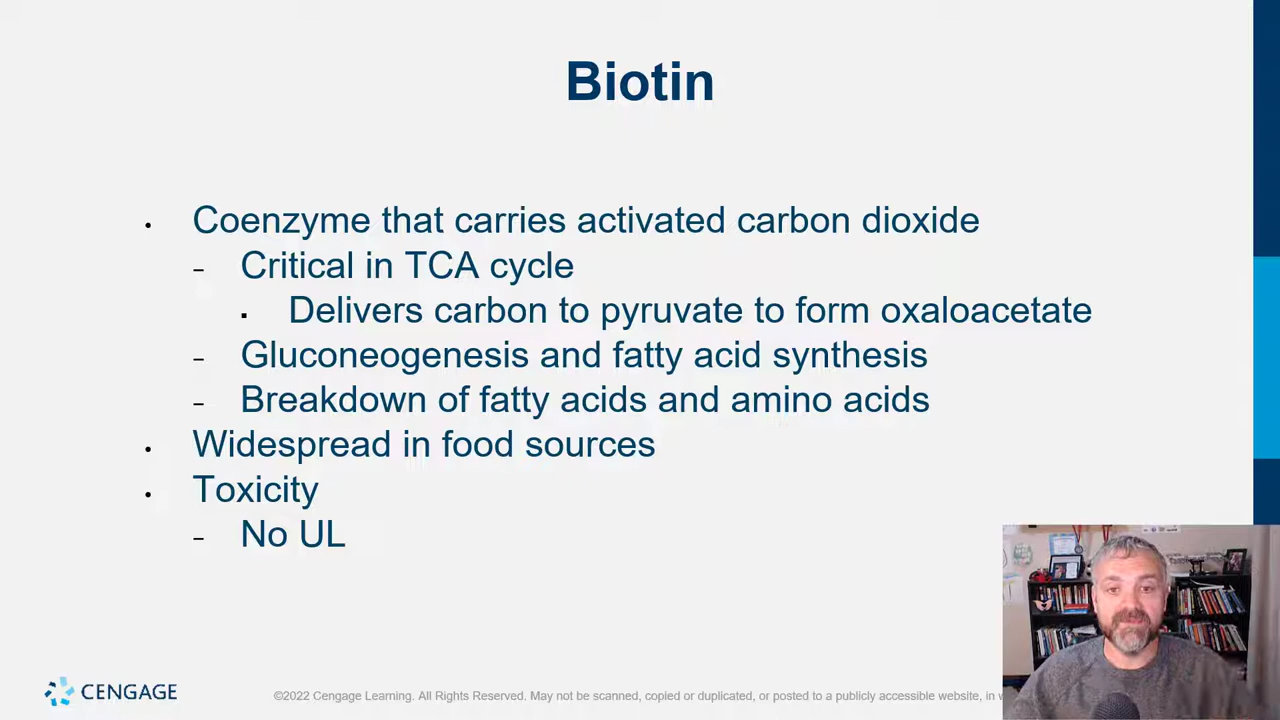 Biotin
• Coenzyme that carries activated carbon dioxide
– Critical in TCA cycle
▪ Delivers carbon to pyruvate to form oxaloacetate
– Gluconeogenesis and fatty acid synthesis
– Breakdown of fatty acids and amino acids
• Widespread in food sources
• Toxicity
– No UL
CENGAGE
©2022 Cengage Learning. All Rights Reserved. May not be scanned, copied or duplicated, or posted to a publicly accessible website, in